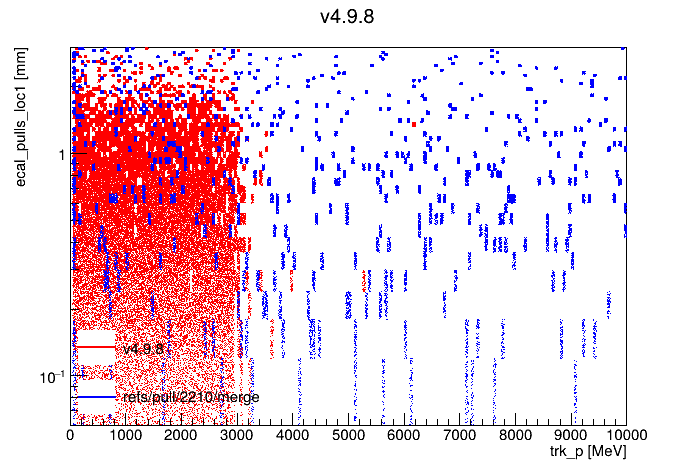 v4.9.8
ecal_pulls_loc1 [mm]
1
10⁻¹
v4.9.8
refs/pull/2210/merge
0 1000 2000 3000 4000 5000 6000 7000 8000 9000 10000
trk_p [MeV]